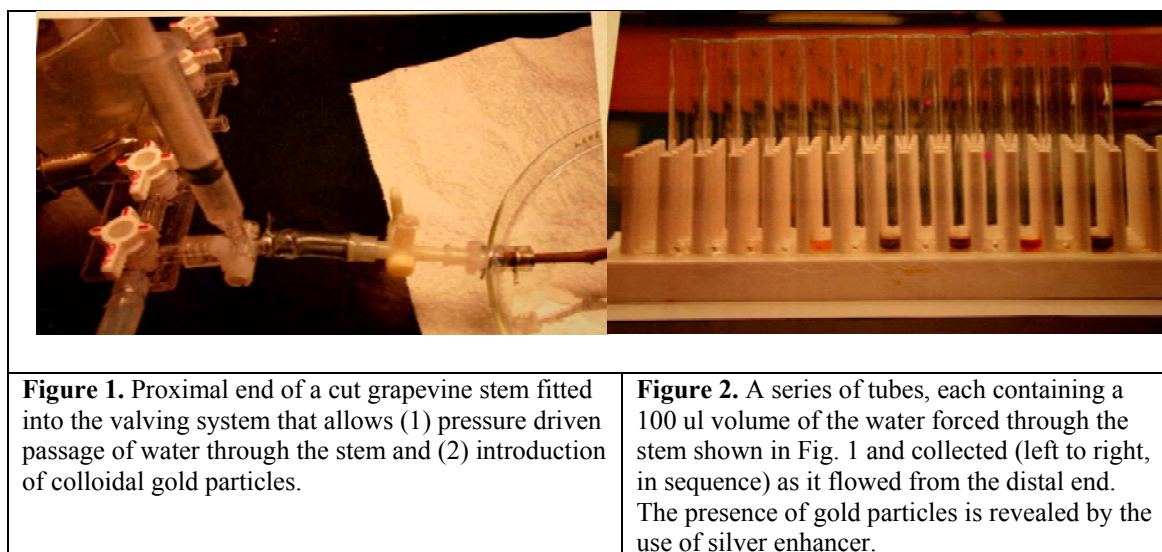 Figure 1. Proximal end of a cut grapevine stem fitted
into the valving system that allows (1) pressure driven
passage of water through the stem and (2) introduction
of colloidal gold particles.
Figure 2. A series of tubes, each containing a
100 ul volume of the water forced through the
stem shown in Fig. 1 and collected (left to right,
in sequence) as it flowed from the distal end.
The presence of gold particles is revealed by the
use of silver enhancer.